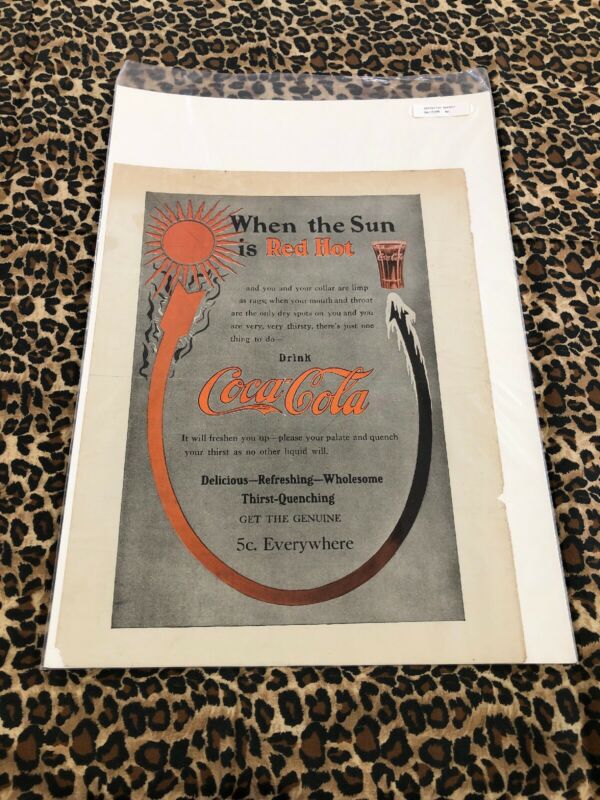 When the Sun
is Red Hot
Coca-Cola
and you and your collar are limp
as rags; when your mouth and throat
are the only dry spots on you and you
are very, very thirsty, there's just one
thing to do—
Drink
Coca-Cola
It will freshen you up—please your palate and quench
your thirst as no other liquid will.
Delicious—Refreshing—Wholesome
Thirst-Quenching
GET THE GENUINE
5c. Everywhere